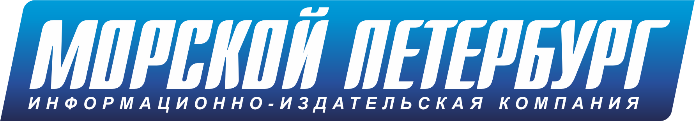 МОРСКОЙ ПЕТЕРБУРГ
ИНФОРМАЦИОННО-ИЗДАТЕЛЬСКАЯ КОМПАНИЯ